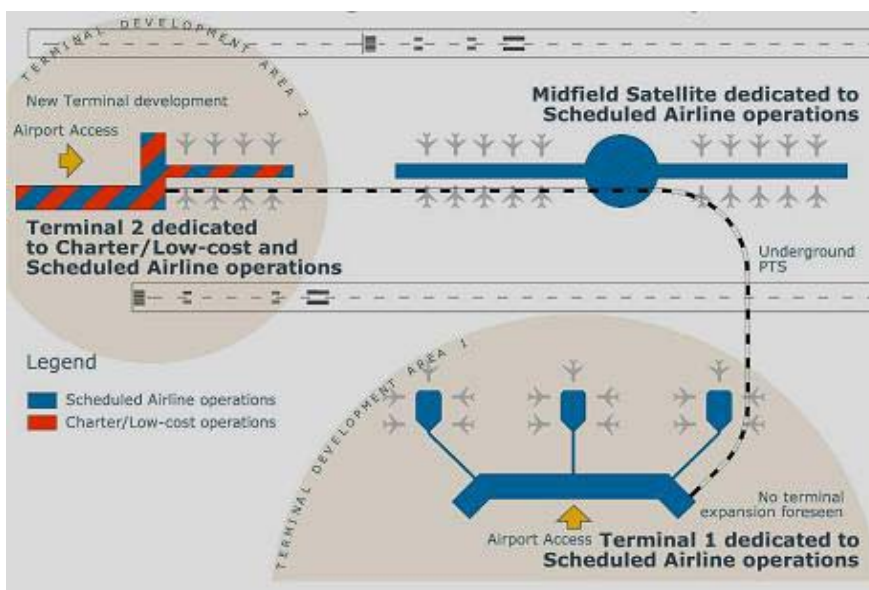 TERMINAL DEVELOPMENT AREA 2
New Terminal development
Airport Access
Midfield Satellite dedicated to
Scheduled Airline operations
Terminal 2 dedicated
to Charter/Low-cost and
Scheduled Airline operations
Underground
PTS
Legend
Scheduled Airline operations
Charter/Low-cost operations
TERMINAL DEVELOPMENT AREA 1
No terminal
expansion foreseen
Airport Access
Terminal 1 dedicated to
Scheduled Airline operations